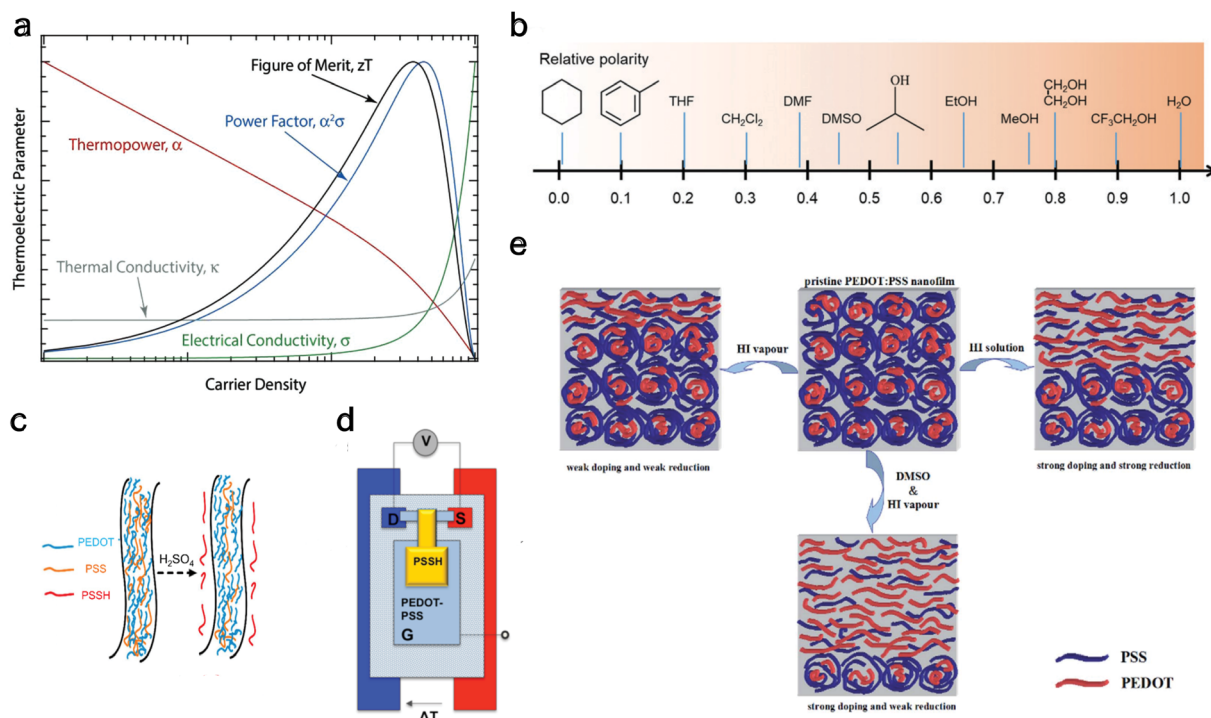 a
Figure of Merit, zT
Power Factor, α²σ
Thermopower, α
Thermal Conductivity, κ
Electrical Conductivity, σ
Thermoelectric Parameter
Carrier Density
b
Relative polarity
THF
CH₂Cl₂
DMF
DMSO
OH
EtOH
MeOH
CH₂OH
CH₂OH
CF₃CH₂OH
H₂O
0.0 0.1 0.2 0.3 0.4 0.5 0.6 0.7 0.8 0.9 1.0
c
PEDOT
PSS
PSSH
H₂SO₄
d
V
D
S
PSSH
PEDOT-
PSS
G
ΔT
e
pristine PEDOT:PSS nanofilm
HI vapour
HI solution
weak doping and weak reduction
strong doping and strong reduction
DMSO
&
HI vapour
strong doping and weak reduction
PSS
PEDOT